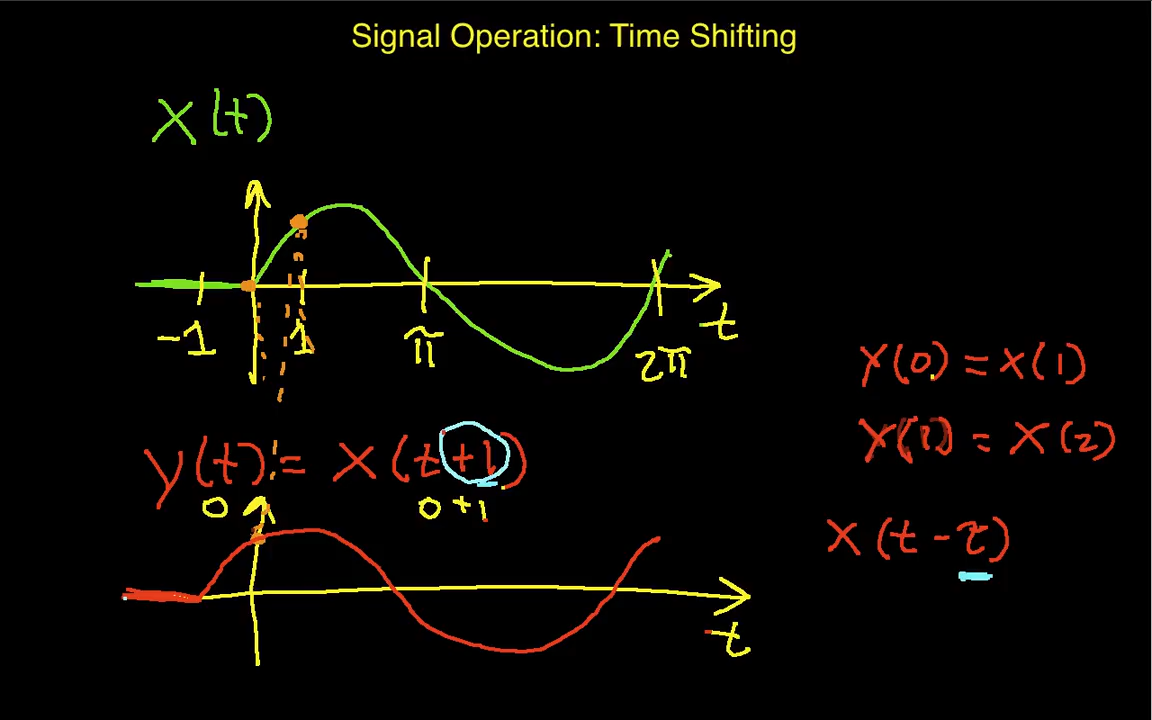 Signal Operation: Time Shifting
X(t)
-1 1 π 2π t
Y(0) = X(1)
Y(1) = X(2)
Y(t) = X(t+1)
0 0+1
X(t-τ)
t